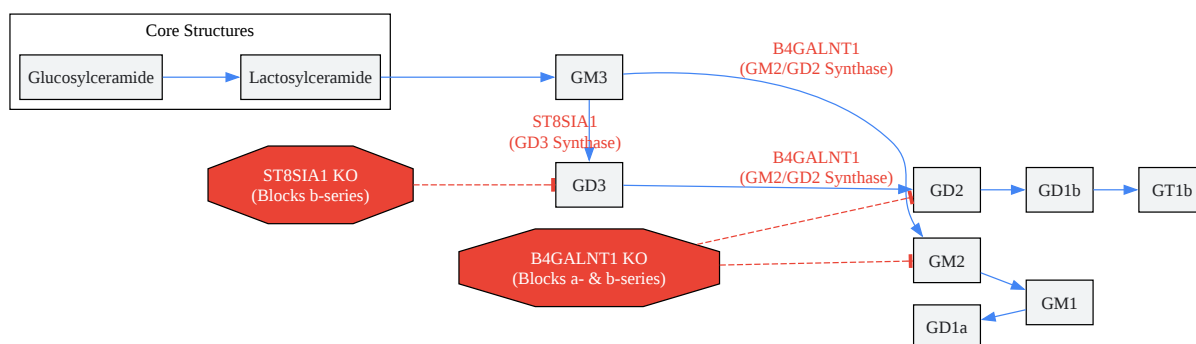 Core Structures
Glucosylceramide
Lactosylceramide
GM3
B4GALNT1
(GM2/GD2 Synthase)
ST8SIA1
(GD3 Synthase)
ST8SIA1 KO
(Blocks b-series)
GD3
B4GALNT1
(GM2/GD2 Synthase)
GD2
GD1b
GT1b
B4GALNT1 KO
(Blocks a- & b-series)
GM2
GM1
GD1a